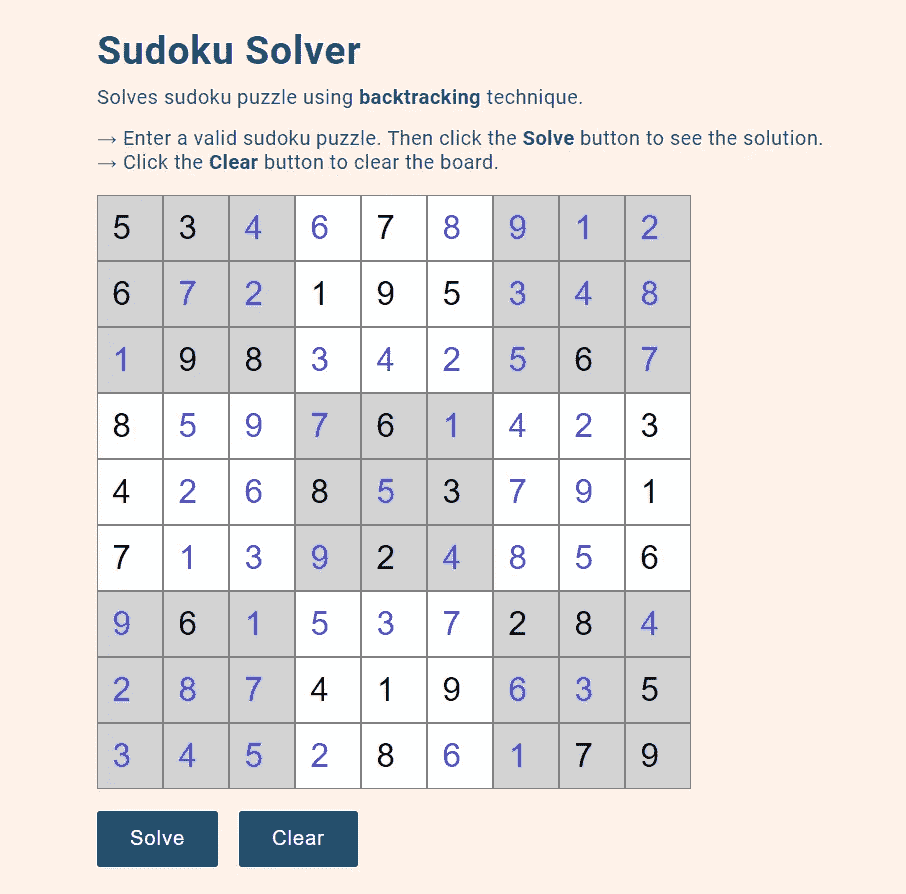 Sudoku Solver
Solves sudoku puzzle using backtracking technique.
→ Enter a valid sudoku puzzle. Then click the Solve button to see the solution.
→ Click the Clear button to clear the board.
5 3 4 6 7 8 9 1 2
6 7 2 1 9 5 3 4 8
1 9 8 3 4 2 5 6 7
8 5 9 7 6 1 4 2 3
4 2 6 8 5 3 7 9 1
7 1 3 9 2 4 8 5 6
9 6 1 5 3 7 2 8 4
2 8 7 4 1 9 6 3 5
3 4 5 2 8 6 1 7 9
Solve Clear